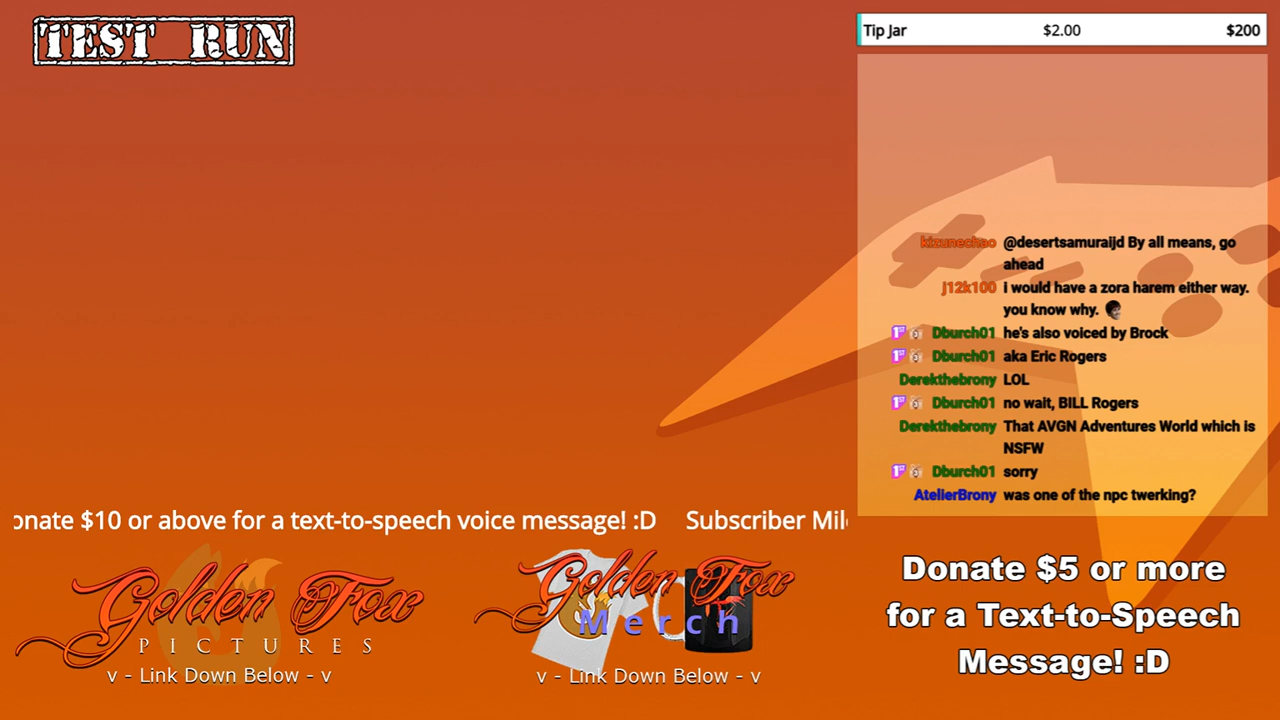 TEST RUN
Tip Jar $2.00 $200
kizunechao @desertsamuraijd By all means, go
ahead
J12k100 i would have a zora harem either way.
you know why.
1ST Dburch01 he's also voiced by Brock
1ST Dburch01 aka Eric Rogers
Derekthebrony LOL
1ST Dburch01 no wait, BILL Rogers
Derekthebrony That AVGN Adventures World which is
NSFW
1ST Dburch01 sorry
AtelierBrony was one of the npc twerking?
onate $10 or above for a text-to-speech voice message! :D Subscriber Mil
Golden Fox
PICTURES
v - Link Down Below - v
Golden Fox
Merch
v - Link Down Below - v
Donate $5 or more
for a Text-to-Speech
Message! :D